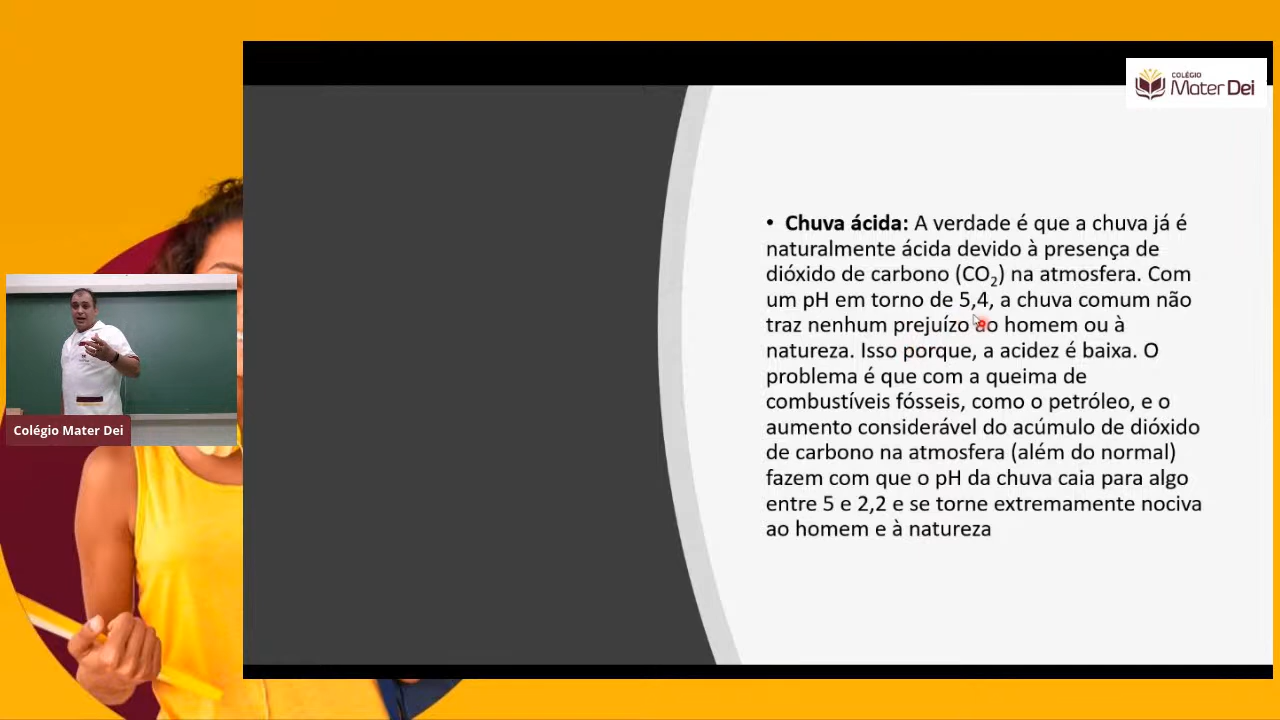 COLÉGIO
Mater Dei
• Chuva ácida: A verdade é que a chuva já é
naturalmente ácida devido à presença de
dióxido de carbono (CO₂) na atmosfera. Com
um pH em torno de 5,4, a chuva comum não
traz nenhum prejuízo ao homem ou à
natureza. Isso porque, a acidez é baixa. O
problema é que com a queima de
combustíveis fósseis, como o petróleo, e o
aumento considerável do acúmulo de dióxido
de carbono na atmosfera (além do normal)
fazem com que o pH da chuva caia para algo
entre 5 e 2,2 e se torne extremamente nociva
ao homem e à natureza
Colégio Mater Dei